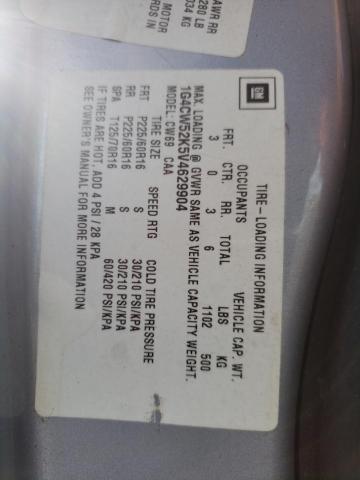 GM
TIRE-LOADING INFORMATION
OCCUPANTS VEHICLE CAP. WT.
FRT. CTR. RR. TOTAL LBS KG
3 0 3 6 1102 500
MAX. LOADING @ GVWR SAME AS VEHICLE CAPACITY WEIGHT.
1G4CW52K5V4629904
MODEL: CW69 CAA
TIRE SIZE SPEED RTG COLD TIRE PRESSURE
FRT P225/60R16 S 30/210 PSI/KPA
RR P225/60R16 S 30/210 PSI/KPA
SPA T125/70R16 M 60/420 PSI/KPA
IF TIRES ARE HOT, ADD 4 PSI / 28 KPA
SEE OWNER'S MANUAL FOR MORE INFORMATION
AWR RR
280 LB
034 KG
MOTOR
RDS IN